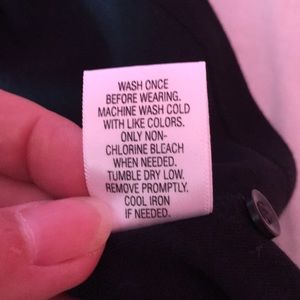 WASH ONCE
BEFORE WEARING.
MACHINE WASH COLD
WITH LIKE COLORS.
ONLY NON-
CHLORINE BLEACH
WHEN NEEDED.
TUMBLE DRY LOW.
REMOVE PROMPTLY.
COOL IRON
IF NEEDED.